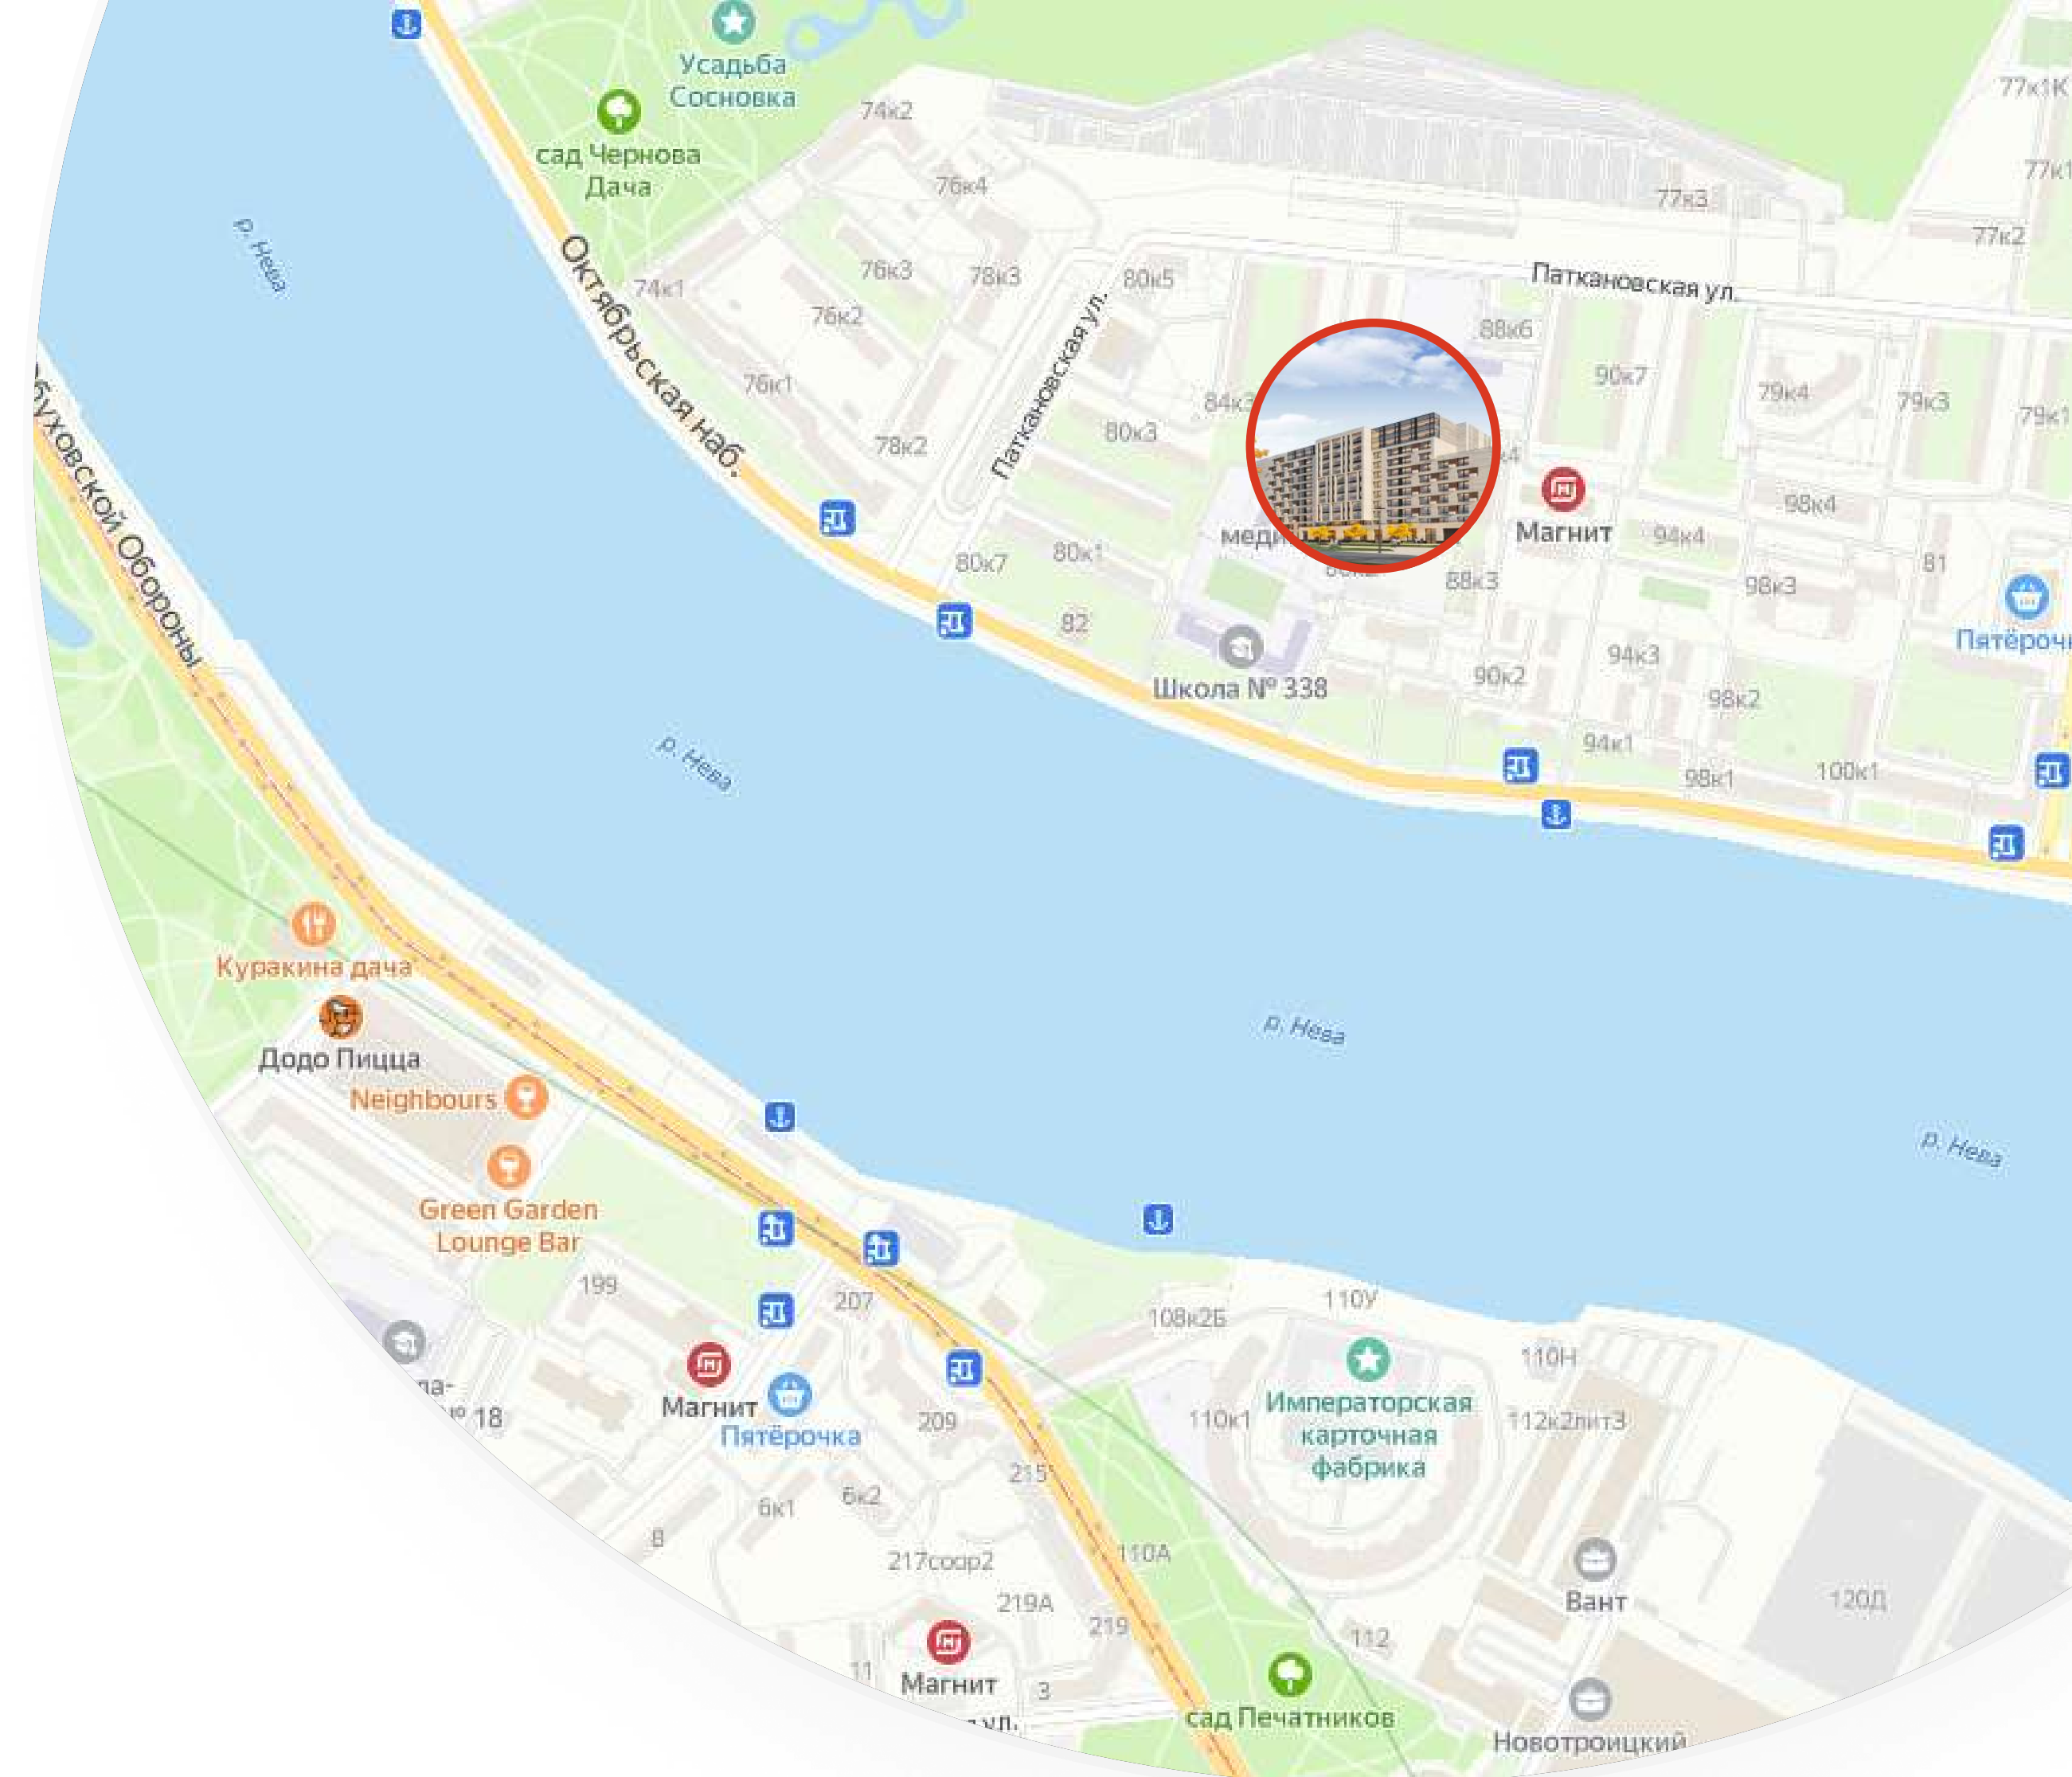 Усадьба
Сосновка
сад Чернова
Дача
74к2
77к1К
77к1
76к4
77к3
77к2
р. Нева
Октябрьская наб.
74к1
76к3
78к3
80к5
Паткановская ул.
76к2
Паткановская ул.
88к6
76к1
90к7
79к4
79к3
79к1
84к3
80к3
78к2
Магнит
94к4
98к4
80к7
80к1
88к3
98к3
81
82
Пятёрочк
Обуховской Обороны
Школа № 338
90к2
94к3
98к2
р. Нева
94к1
98к1
100к1
Куракина дача
Додо Пицца
р. Нева
Neighbours
р. Нева
Green Garden
Lounge Bar
199
207
108к2Б
110У
110Н
№ 18
Магнит
Пятёрочка
209
110к1
Императорская
карточная
фабрика
112к2литЗ
215
6к1
6к2
8
217соор2
110А
219А
219
Вант
120Д
112
11
Магнит
3
ул.
сад Печатников
Новотроицкий